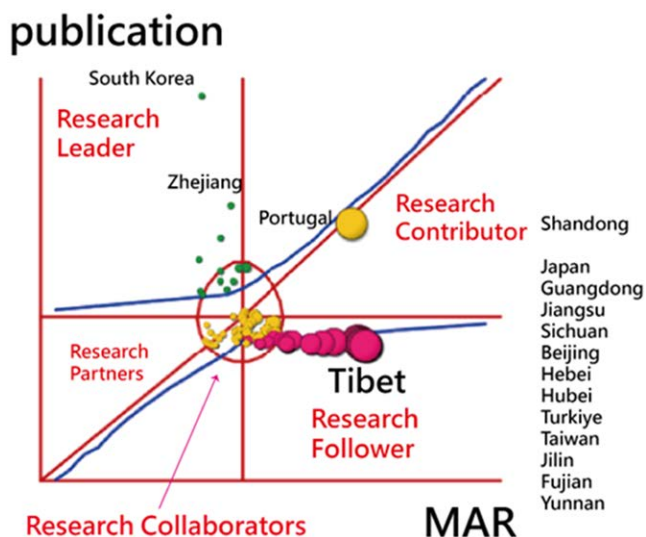 publication
South Korea
Research
Leader
Zhejiang
Portugal
Research
Contributor
Shandong
Japan
Guangdong
Jiangsu
Sichuan
Beijing
Hebei
Hubei
Turkiye
Taiwan
Jilin
Fujian
Yunnan
Research
Partners
Tibet
Research
Follower
Research Collaborators
MAR